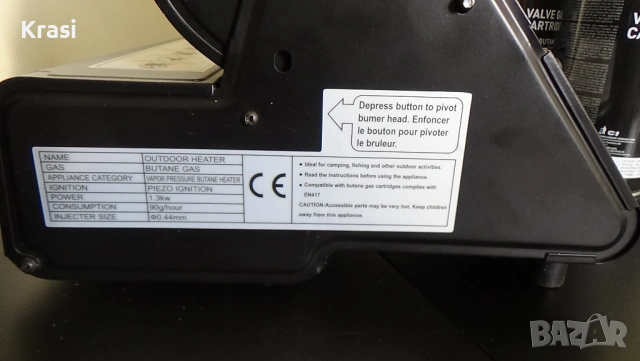 Krasi
VALVE GA
CARTRID
BUTAN
V
CA
Depress button to pivot
bumer head. Enfoncer
le bouton pour pivoter
le bruleur.
NAME OUTDOOR HEATER
GAS BUTANE GAS
APPLIANCE CATEGORY VAPOR PRESSURE BUTANE HEATER
IGNITION PIEZO IGNITION
POWER 1.3kw
CONSUMPTION 90g/hour
INJECTER SIZE Φ0.44mm
CE
• Ideal for camping, fishing and other outdoor activities.
• Read the instructions before using the appliance.
• Compatible with butane gas cartridges complies with
EN417
CAUTION:Accessible parts may be very hot. Keep children
away from this appliance.
BAZAR